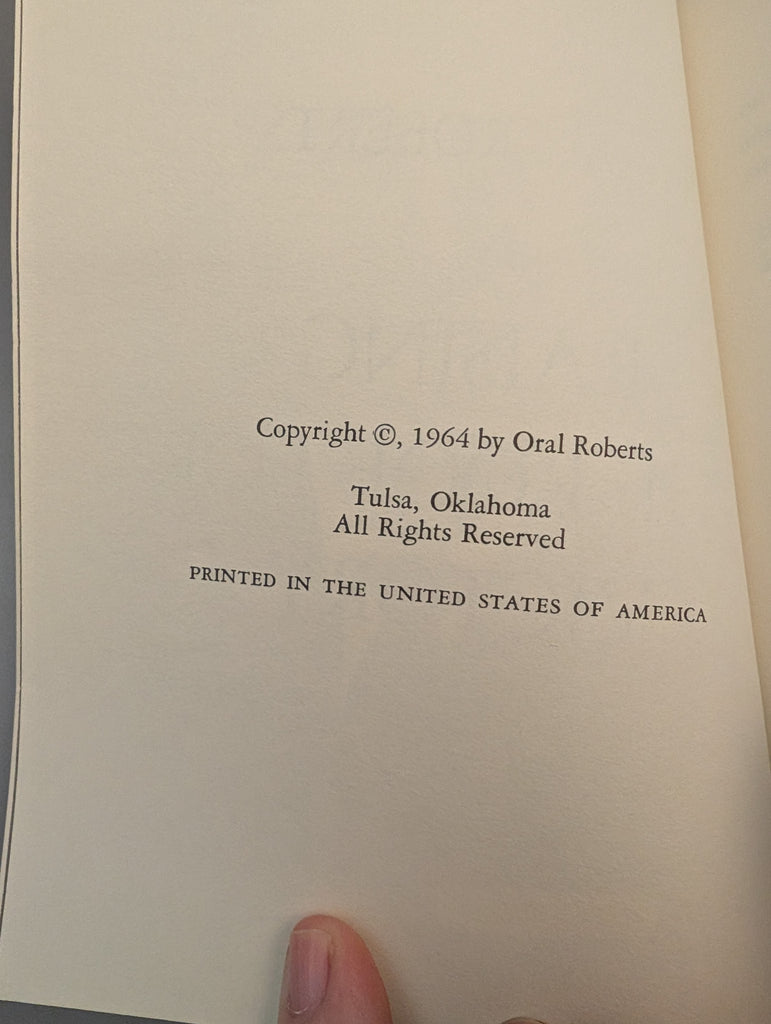 Copyright ©, 1964 by Oral Roberts
Tulsa, Oklahoma
All Rights Reserved
PRINTED IN THE UNITED STATES OF AMERICA